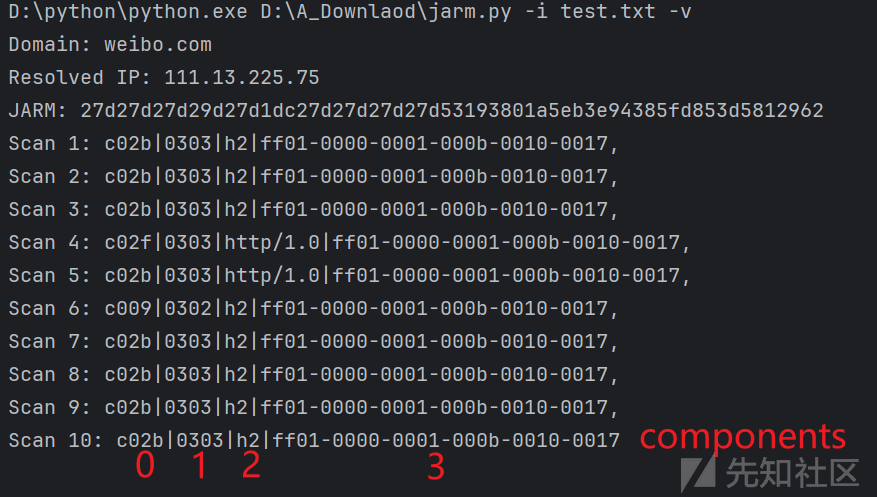 D:\python\python.exe D:\A_Downlaod\jarm.py -i test.txt -v
Domain: weibo.com
Resolved IP: 111.13.225.75
JARM: 27d27d27d29d27d1dc27d27d27d27d53193801a5eb3e94385fd853d5812962
Scan 1: c02b|0303|h2|ff01-0000-0001-000b-0010-0017,
Scan 2: c02b|0303|h2|ff01-0000-0001-000b-0010-0017,
Scan 3: c02b|0303|h2|ff01-0000-0001-000b-0010-0017,
Scan 4: c02f|0303|http/1.0|ff01-0000-0001-000b-0010-0017,
Scan 5: c02b|0303|http/1.0|ff01-0000-0001-000b-0010-0017,
Scan 6: c009|0302|h2|ff01-0000-0001-000b-0010-0017,
Scan 7: c02b|0303|h2|ff01-0000-0001-000b-0010-0017,
Scan 8: c02b|0303|h2|ff01-0000-0001-000b-0010-0017,
Scan 9: c02b|0303|h2|ff01-0000-0001-000b-0010-0017,
Scan 10: c02b|0303|h2|ff01-0000-0001-000b-0010-0017 components
0 1 2 3
先知社区